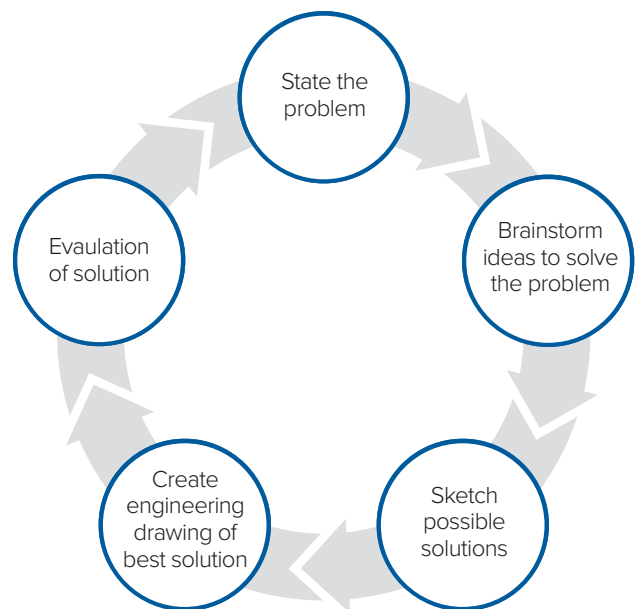 State the
problem
Brainstorm
ideas to solve
the problem
Sketch
possible
solutions
Create
engineering
drawing of
best solution
Evaulation
of solution